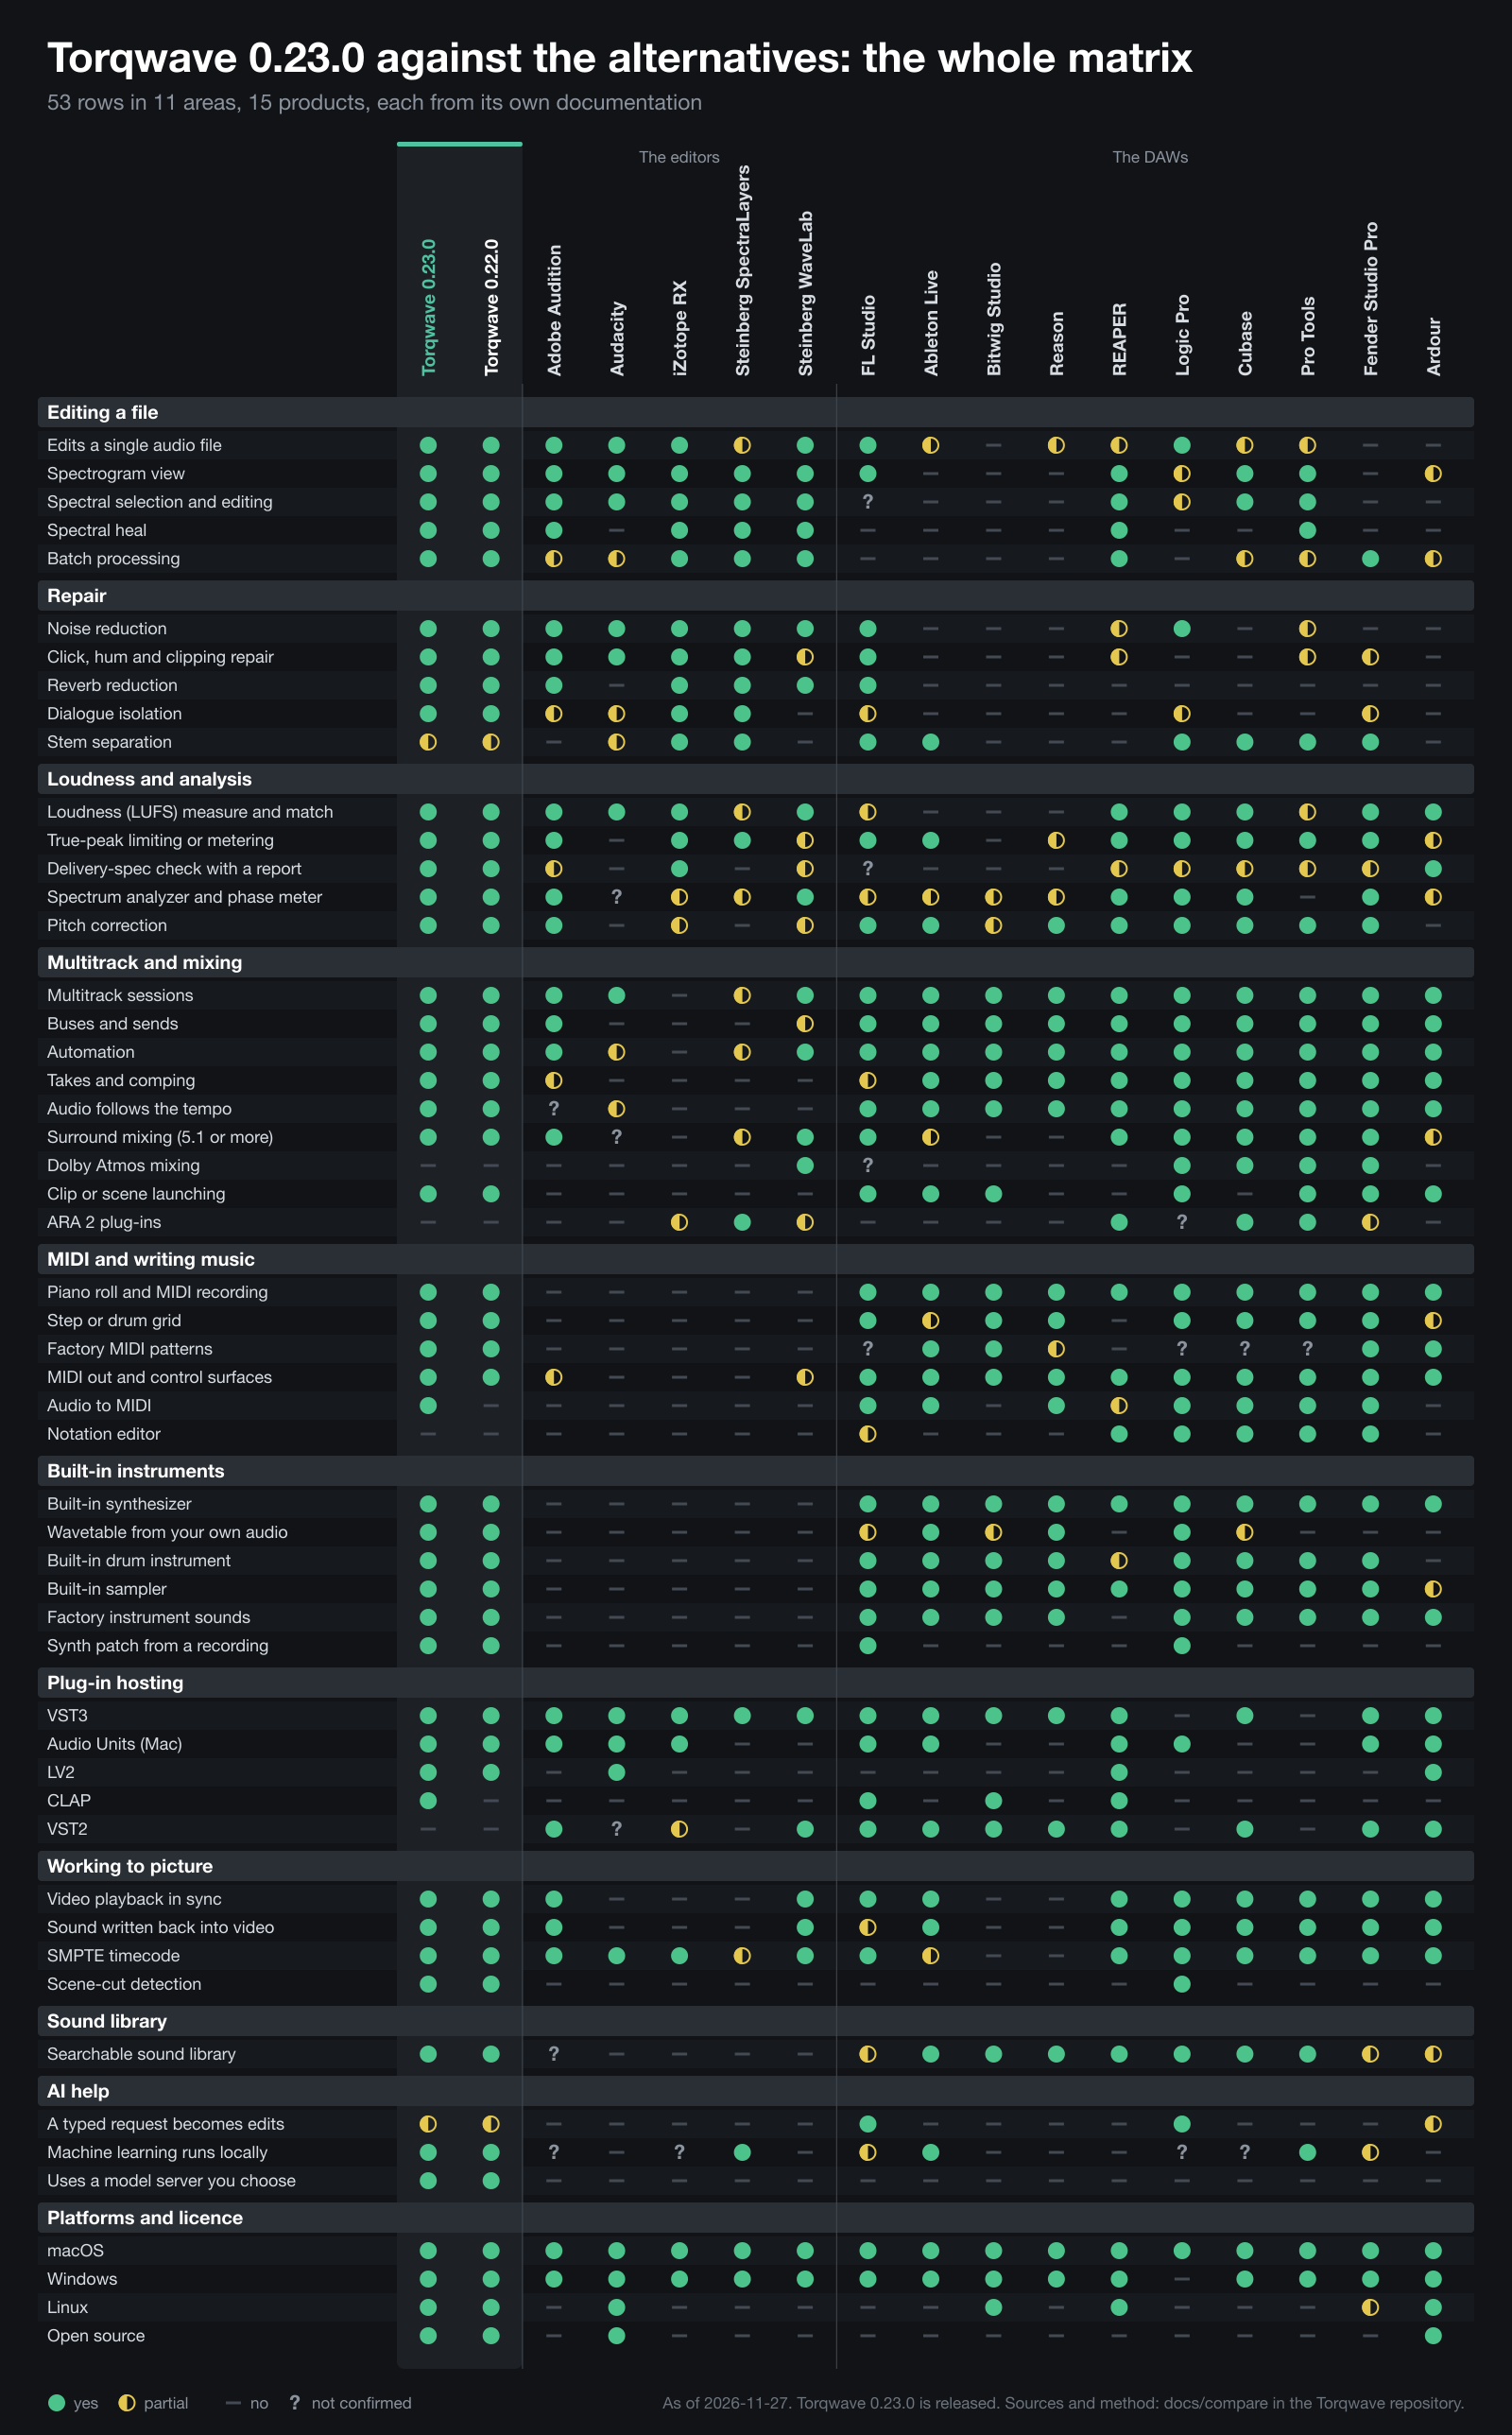 Torqwave 0.23.0 against the alternatives: the whole matrix
53 rows in 11 areas, 15 products, each from its own documentation
The editors
The DAWs
Torqwave 0.23.0
Torqwave 0.22.0
Adobe Audition
Audacity
iZotope RX
Steinberg SpectraLayers
Steinberg WaveLab
FL Studio
Ableton Live
Bitwig Studio
Reason
REAPER
Logic Pro
Cubase
Pro Tools
Fender Studio Pro
Ardour
Editing a file
Edits a single audio file
Spectrogram view
Spectral selection and editing ?
Spectral heal
Batch processing
Repair
Noise reduction
Click, hum and clipping repair
Reverb reduction
Dialogue isolation
Stem separation
Loudness and analysis
Loudness (LUFS) measure and match
True-peak limiting or metering
Delivery-spec check with a report ?
Spectrum analyzer and phase meter ?
Pitch correction
Multitrack and mixing
Multitrack sessions
Buses and sends
Automation
Takes and comping
Audio follows the tempo ?
Surround mixing (5.1 or more) ?
Dolby Atmos mixing ?
Clip or scene launching
ARA 2 plug-ins ?
MIDI and writing music
Piano roll and MIDI recording
Step or drum grid
Factory MIDI patterns ? ? ? ?
MIDI out and control surfaces
Audio to MIDI
Notation editor
Built-in instruments
Built-in synthesizer
Wavetable from your own audio
Built-in drum instrument
Built-in sampler
Factory instrument sounds
Synth patch from a recording
Plug-in hosting
VST3
Audio Units (Mac)
LV2
CLAP
VST2 ?
Working to picture
Video playback in sync
Sound written back into video
SMPTE timecode
Scene-cut detection
Sound library
Searchable sound library ?
AI help
A typed request becomes edits
Machine learning runs locally ? ? ? ?
Uses a model server you choose
Platforms and licence
macOS
Windows
Linux
Open source
yes partial no ? not confirmed
As of 2026-11-27. Torqwave 0.23.0 is released. Sources and method: docs/compare in the Torqwave repository.